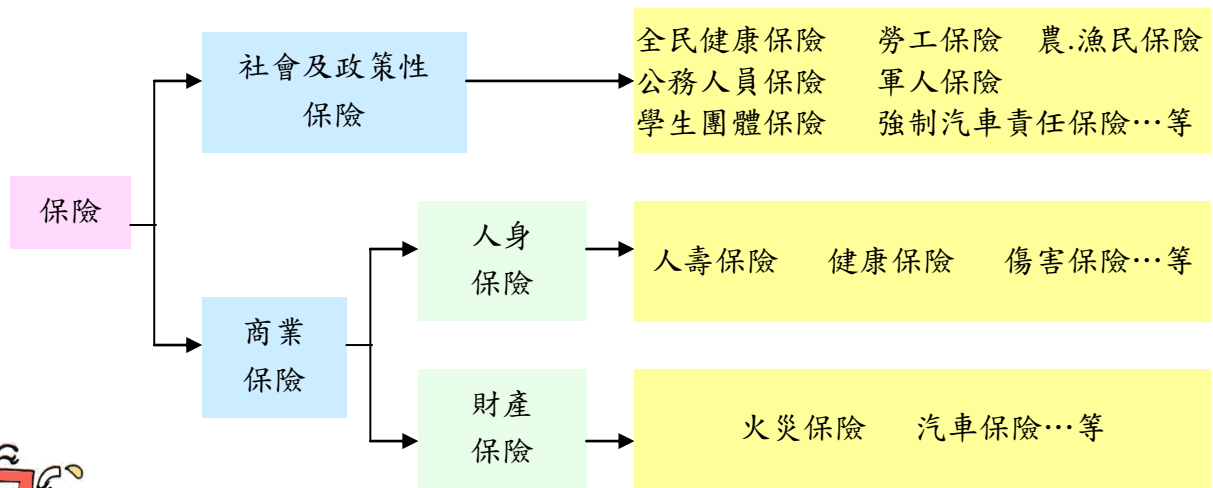 社會及政策性
保險
全民健康保險 勞工保險 農.漁民保險
公務人員保險 軍人保險
學生團體保險 強制汽車責任保險…等
保險
人身
保險
人壽保險 健康保險 傷害保險…等
商業
保險
財產
保險
火災保險 汽車保險…等